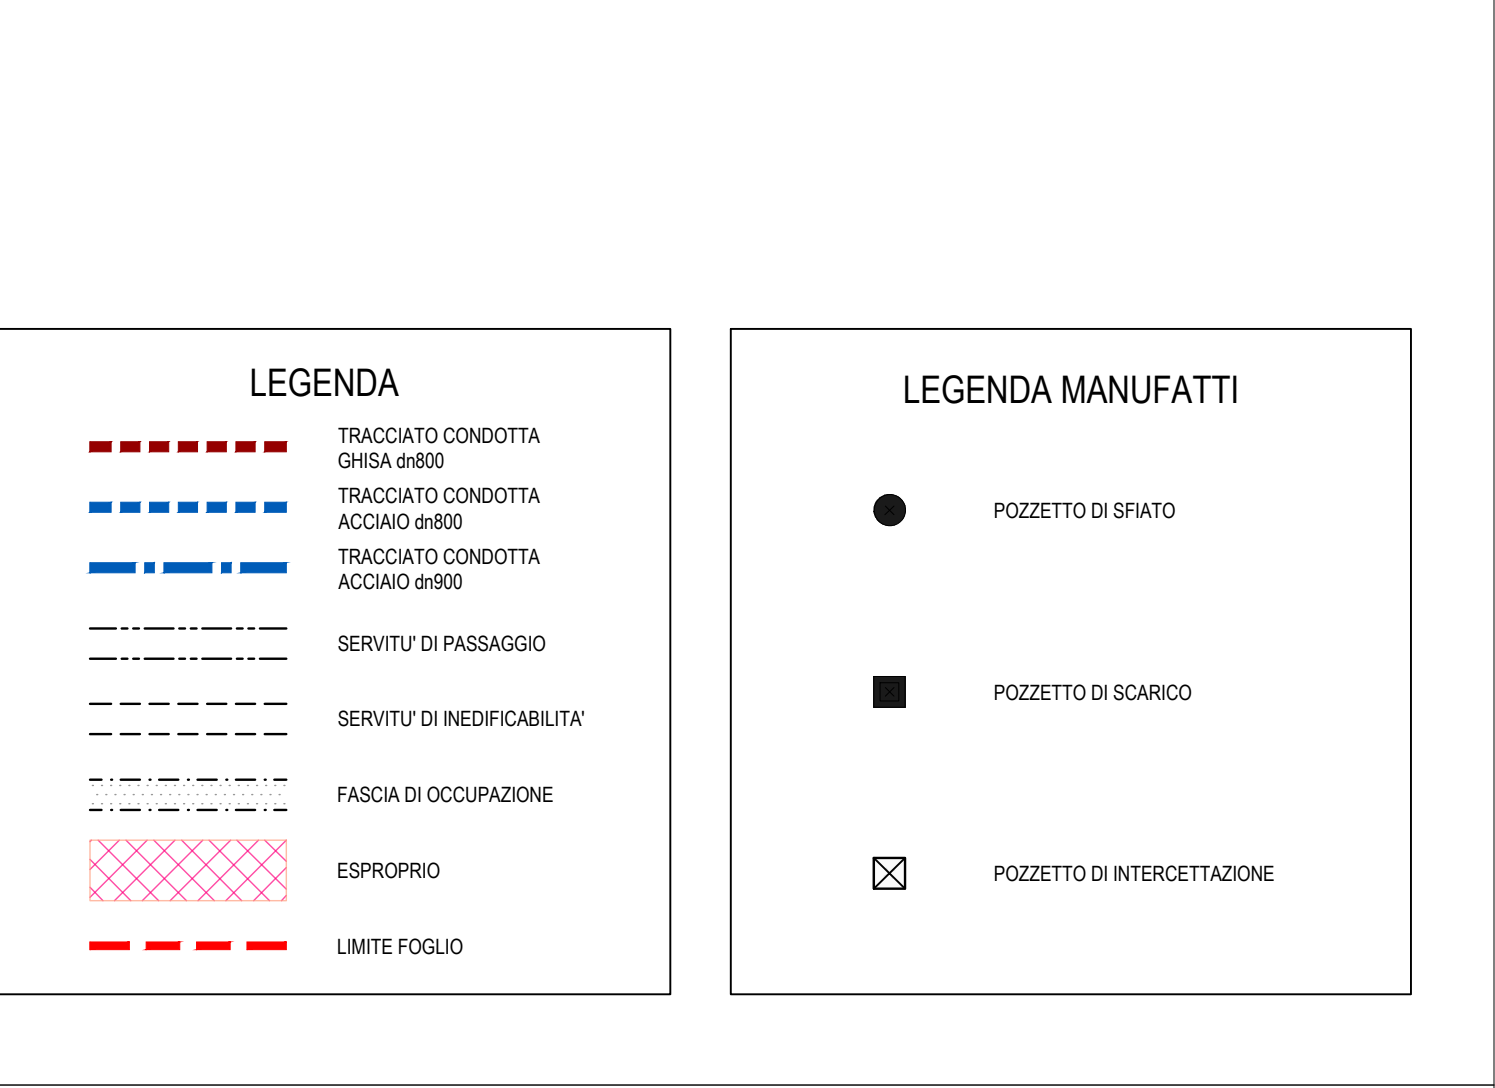 LEGENDA
TRACCIATO CONDOTTA
GHISA dn800
TRACCIATO CONDOTTA
ACCIAIO dn800
TRACCIATO CONDOTTA
ACCIAIO dn900
SERVITU' DI PASSAGGIO
SERVITU' DI INEDIFICABILITA'
FASCIA DI OCCUPAZIONE
ESPROPRIO
LIMITE FOGLIO
LEGENDA MANUFATTI
POZZETTO DI SFIATO
POZZETTO DI SCARICO
POZZETTO DI INTERCETTAZIONE